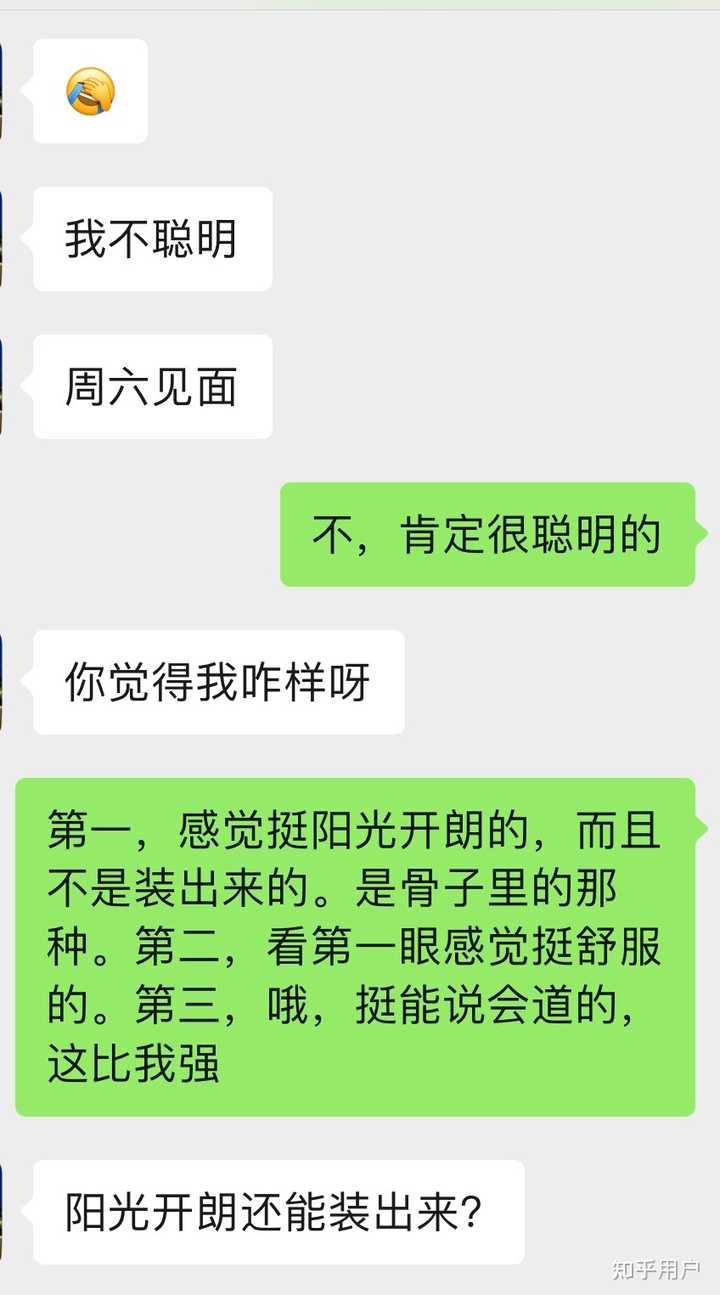 我不聪明
周六见面
不，肯定很聪明的
你觉得我咋样呀
第一，感觉挺阳光开朗的，而且
不是装出来的。是骨子里的那
种。第二，看第一眼感觉挺舒服
的。第三，哦，挺能说会道的，
这比我强
阳光开朗还能装出来？
知乎用户